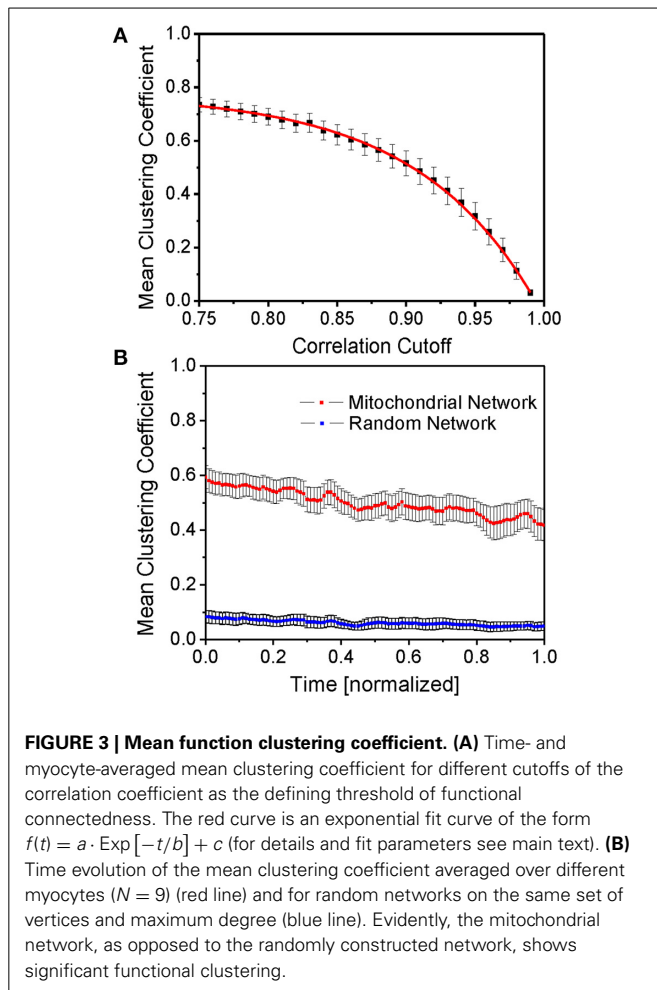 A
1.0
0.8
0.6
0.4
0.2
0.0
Mean Clustering Coefficient
0.75 0.80 0.85 0.90 0.95 1.00
Correlation Cutoff
B
1.0
0.8
0.6
0.4
0.2
0.0
Mean Clustering Coefficient
Mitochondrial Network
Random Network
0.0 0.2 0.4 0.6 0.8 1.0
Time [normalized]
FIGURE 3 | Mean function clustering coefficient. (A) Time- and
myocyte-averaged mean clustering coefficient for different cutoffs of the
correlation coefficient as the defining threshold of functional
connectedness. The red curve is an exponential fit curve of the form
f(t) = a · Exp [−t/b] + c (for details and fit parameters see main text). (B)
Time evolution of the mean clustering coefficient averaged over different
myocytes (N = 9) (red line) and for random networks on the same set of
vertices and maximum degree (blue line). Evidently, the mitochondrial
network, as opposed to the randomly constructed network, shows
significant functional clustering.